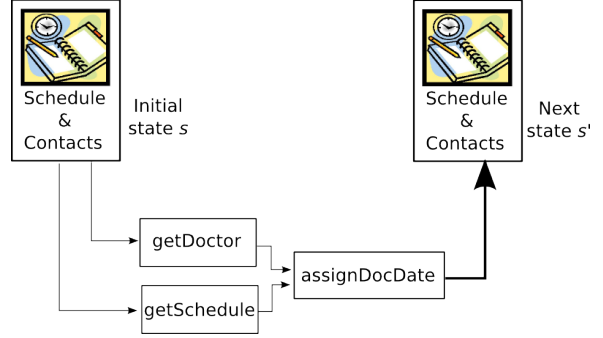 Schedule
&
Contacts
Initial
state s
Schedule
&
Contacts
Next
state s'
getDoctor
getSchedule
assignDocDate